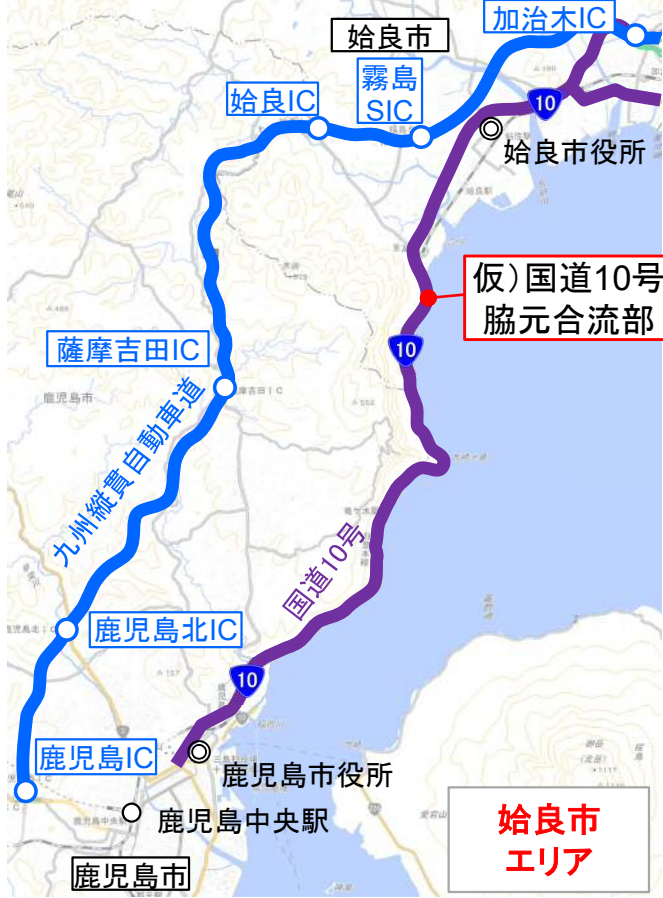 加治木IC
姶良市
霧島
SIC
姶良IC
10
姶良市役所
仮)国道10号
脇元合流部
10
薩摩吉田IC
鹿児島市
九州縦貫自動車道
国道10号
鹿児島北IC
10
鹿児島IC
鹿児島市役所
鹿児島中央駅
鹿児島市
姶良市
エリア